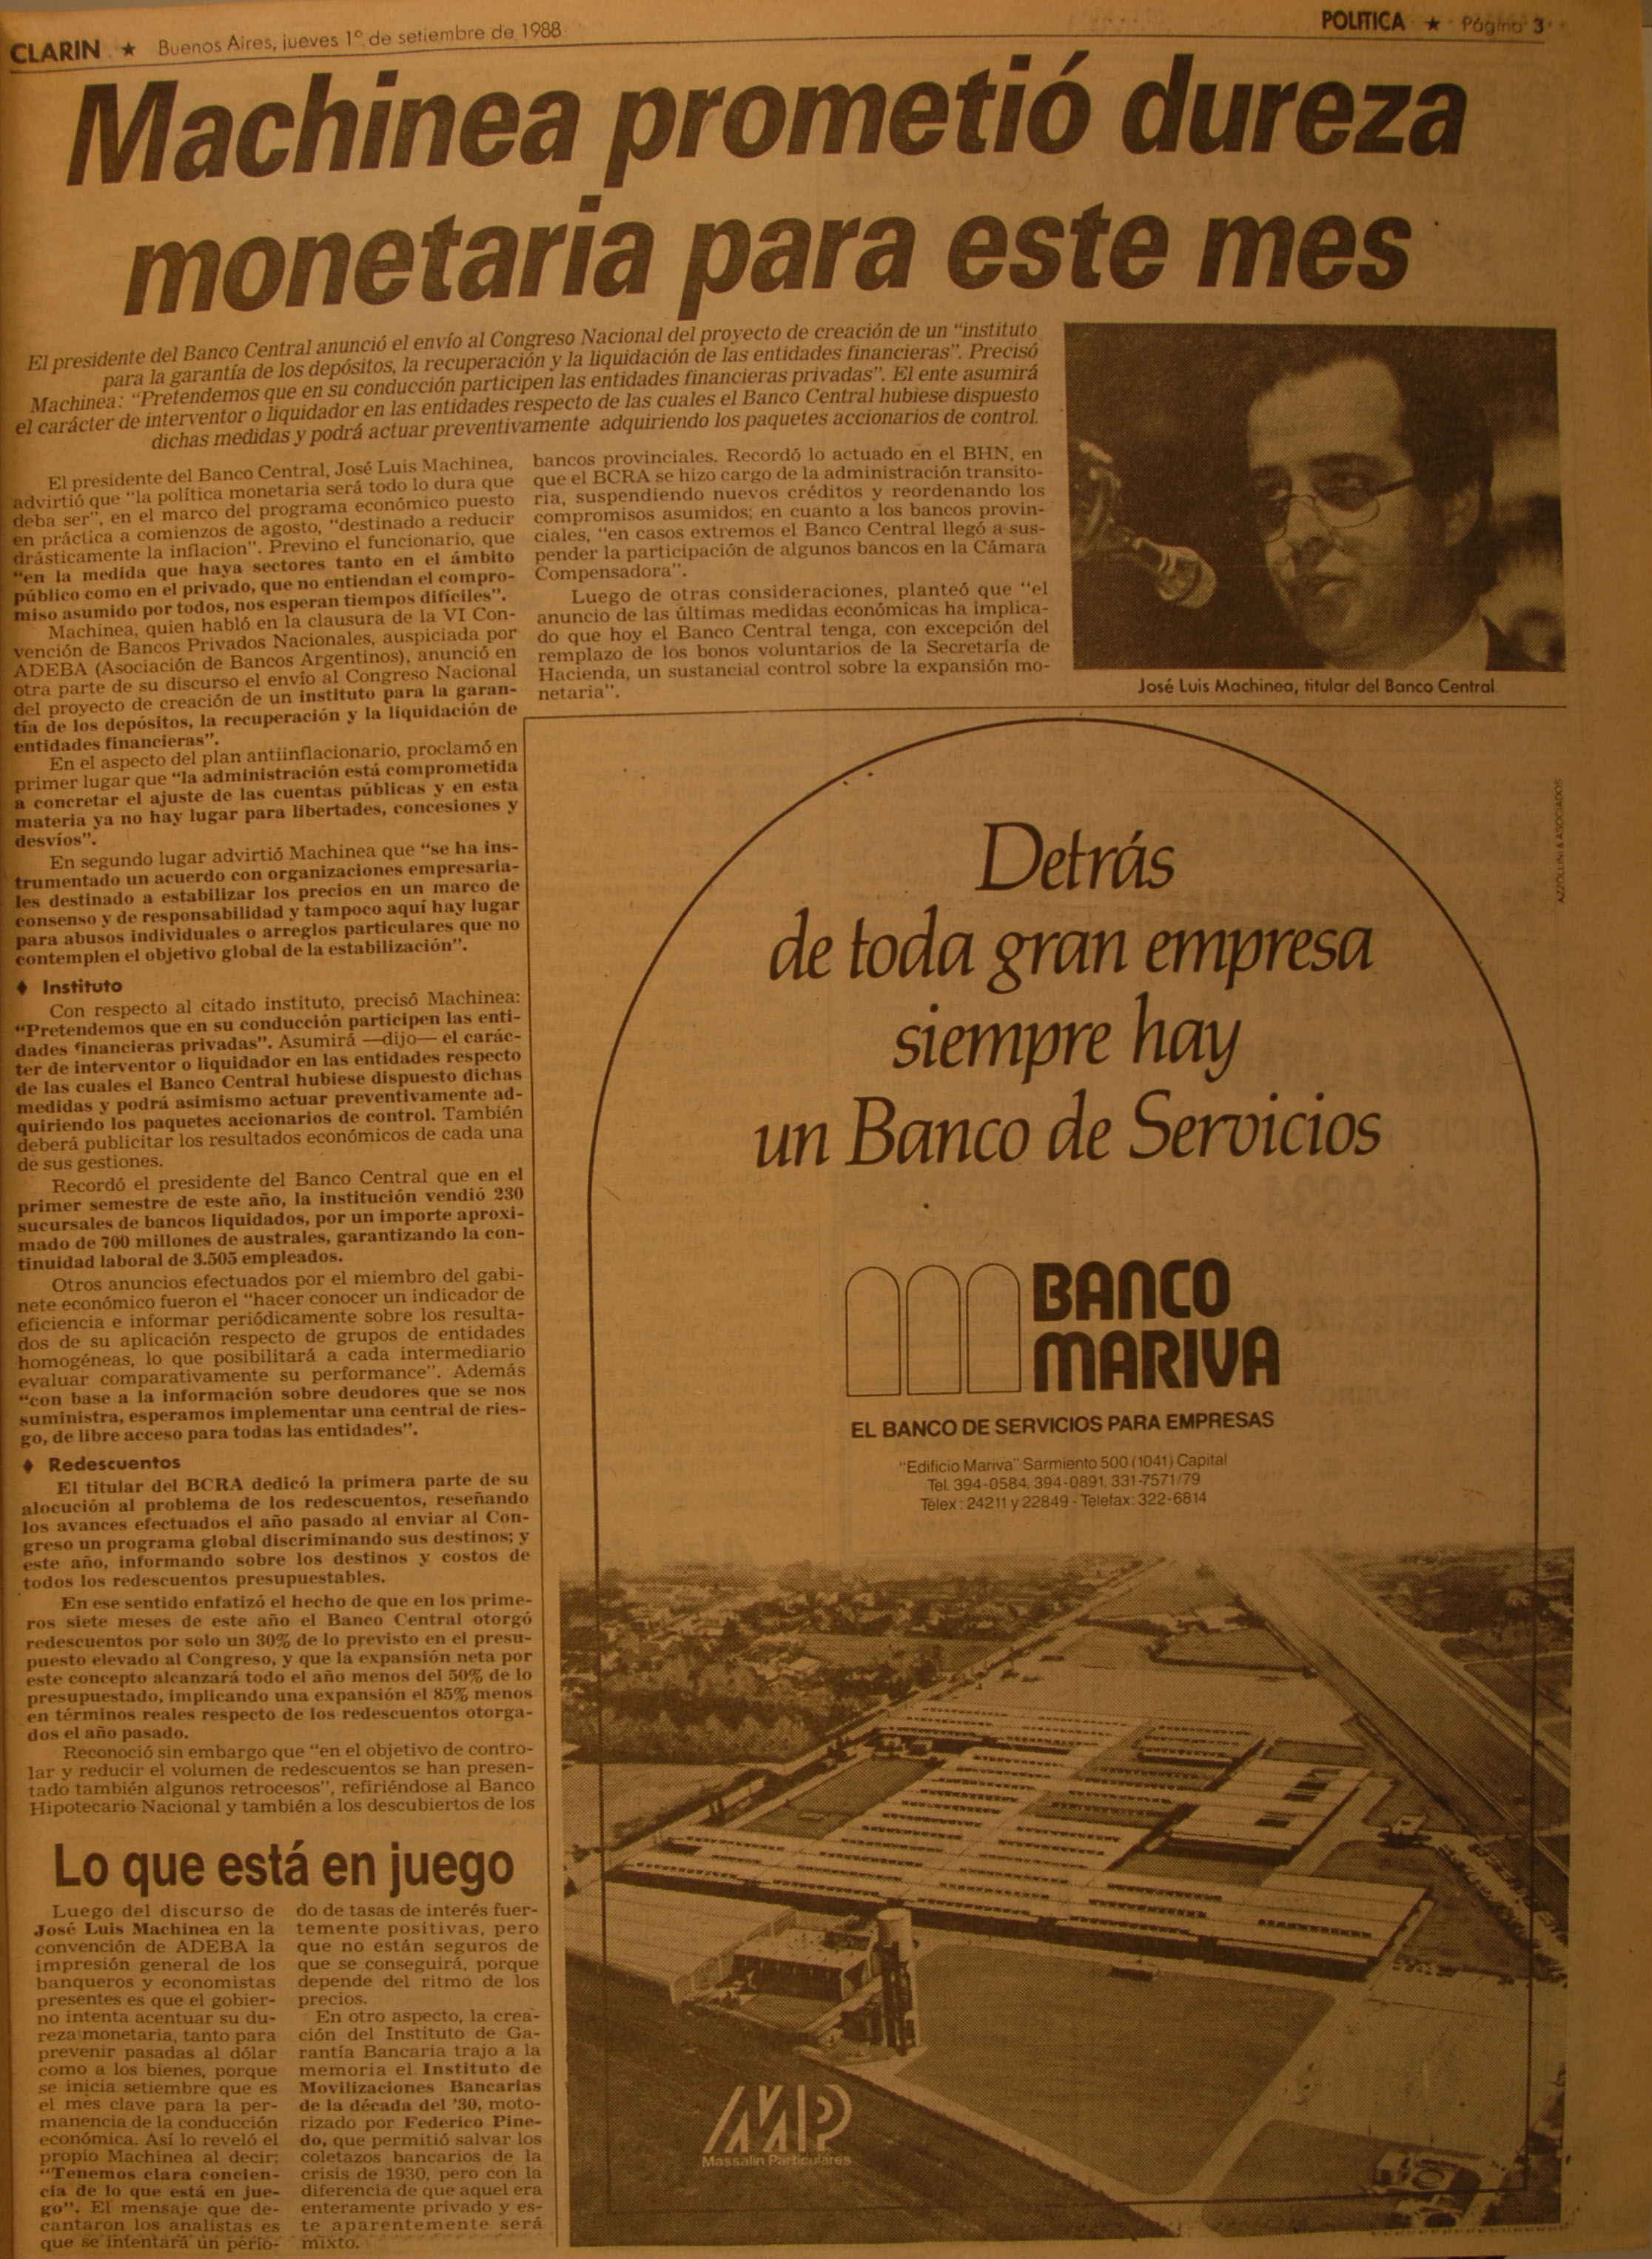 CLARIN ★ Buenos Aires, jueves 1º de setiembre de 1988
POLITICA ★ Página 3
Machinea prometió dureza
monetaria para este mes
El presidente del Banco Central anunció el envío al Congreso Nacional del proyecto de creación de un “instituto
para la garantía de los depósitos, la recuperación y la liquidación de las entidades financieras”. Precisó
Machinea: “Pretendemos que en su conducción participen las entidades financieras privadas”. El ente asumirá
el carácter de interventor o liquidador en las entidades respecto de las cuales el Banco Central hubiese dispuesto
dichas medidas y podrá actuar preventivamente adquiriendo los paquetes accionarios de control.
El presidente del Banco Central, José Luis Machinea,
advirtió que “la política monetaria será todo lo dura que
deba ser”, en el marco del programa económico puesto
en práctica a comienzos de agosto, “destinado a reducir
drásticamente la inflacion”. Previno el funcionario, que
“en la medida que haya sectores tanto en el ámbito
público como en el privado, que no entiendan el compro-
miso asumido por todos, nos esperan tiempos difíciles”.
Machinea, quien habló en la clausura de la VI Con-
vención de Bancos Privados Nacionales, auspiciada por
ADEBA (Asociación de Bancos Argentinos), anunció en
otra parte de su discurso el envío al Congreso Nacional
del proyecto de creación de un instituto para la garan-
tía de los depósitos, la recuperación y la liquidación de
entidades financieras”.
En el aspecto del plan antiinflacionario, proclamó en
primer lugar que “la administración está comprometida
a concretar el ajuste de las cuentas públicas y en esta
materia ya no hay lugar para libertades, concesiones y
desvíos”.
En segundo lugar advirtió Machinea que “se ha ins-
trumentado un acuerdo con organizaciones empresaria-
les destinado a estabilizar los precios en un marco de
consenso y de responsabilidad y tampoco aquí hay lugar
para abusos individuales o arreglos particulares que no
contemplen el objetivo global de la estabilización”.
♦ Instituto
Con respecto al citado instituto, precisó Machinea:
“Pretendemos que en su conducción participen las enti-
dades financieras privadas”. Asumirá —dijo— el carác-
ter de interventor o liquidador en las entidades respecto
de las cuales el Banco Central hubiese dispuesto dichas
medidas y podrá asimismo actuar preventivamente ad-
quiriendo los paquetes accionarios de control. También
deberá publicitar los resultados económicos de cada una
de sus gestiones.
Recordó el presidente del Banco Central que en el
primer semestre de este año, la institución vendió 230
sucursales de bancos liquidados, por un importe aproxi-
mado de 700 millones de australes, garantizando la con-
tinuidad laboral de 3.505 empleados.
Otros anuncios efectuados por el miembro del gabi-
nete económico fueron el “hacer conocer un indicador de
eficiencia e informar periódicamente sobre los resulta-
dos de su aplicación respecto de grupos de entidades
homogéneas, lo que posibilitará a cada intermediario
evaluar comparativamente su performance”. Además
“con base a la información sobre deudores que se nos
suministra, esperamos implementar una central de ries-
go, de libre acceso para todas las entidades”.
♦ Redescuentos
El titular del BCRA dedicó la primera parte de su
alocución al problema de los redescuentos, reseñando
los avances efectuados el año pasado al enviar al Con-
greso un programa global discriminando sus destinos; y
este año, informando sobre los destinos y costos de
todos los redescuentos presupuestables.
En ese sentido enfatizó el hecho de que en los prime-
ros siete meses de este año el Banco Central otorgó
redescuentos por solo un 30% de lo previsto en el presu-
puesto elevado al Congreso, y que la expansión neta por
este concepto alcanzará todo el año menos del 50% de lo
presupuestado, implicando una expansión el 85% menos
en términos reales respecto de los redescuentos otorga-
dos el año pasado.
Reconoció sin embargo que “en el objetivo de contro-
lar y reducir el volumen de redescuentos se han presen-
tado también algunos retrocesos”, refiriéndose al Banco
Hipotecario Nacional y también a los descubiertos de los
bancos provinciales. Recordó lo actuado en el BHN, en
que el BCRA se hizo cargo de la administración transito-
ria, suspendiendo nuevos créditos y reordenando los
compromisos asumidos; en cuanto a los bancos provin-
ciales, “en casos extremos el Banco Central llegó a sus-
pender la participación de algunos bancos en la Cámara
Compensadora”.
Luego de otras consideraciones, planteó que “el
anuncio de las últimas medidas económicas ha implica-
do que hoy el Banco Central tenga, con excepción del
remplazo de los bonos voluntarios de la Secretaría de
Hacienda, un sustancial control sobre la expansión mo-
netaria”.
José Luis Machinea, titular del Banco Central
Lo que está en juego
Luego del discurso de
José Luis Machinea en la
convención de ADEBA la
impresión general de los
banqueros y economistas
presentes es que el gobier-
no intenta acentuar su du-
reza monetaria, tanto para
prevenir pasadas al dólar
como a los bienes, porque
se inicia setiembre que es
el mes clave para la per-
manencia de la conducción
económica. Así lo reveló el
propio Machinea al decir:
“Tenemos clara concien-
cia de lo que está en jue-
go”. El mensaje que de-
cantaron los analistas es
que se intentará un perío-
do de tasas de interés fuer-
temente positivas, pero
que no están seguros de
que se conseguirá, porque
depende del ritmo de los
precios.
En otro aspecto, la crea-
ción del Instituto de Ga-
rantía Bancaria trajo a la
memoria el Instituto de
Movilizaciones Bancarias
de la década del ’30, moto-
rizado por Federico Pine-
do, que permitió salvar los
coletazos bancarios de la
crisis de 1930, pero con la
diferencia de que aquel era
enteramente privado y es-
te aparentemente será
mixto.
AZZOLLINI & ASOCIADOS
Detrás
de toda gran empresa
siempre hay
un Banco de Servicios
BANCO
MARIVA
EL BANCO DE SERVICIOS PARA EMPRESAS
“Edificio Mariva” Sarmiento 500 (1041) Capital
Tel. 394-0584, 394-0891, 331-7571/79
Télex: 24211 y 22849 - Telefax: 322-6814
MP
Massalin Particulares